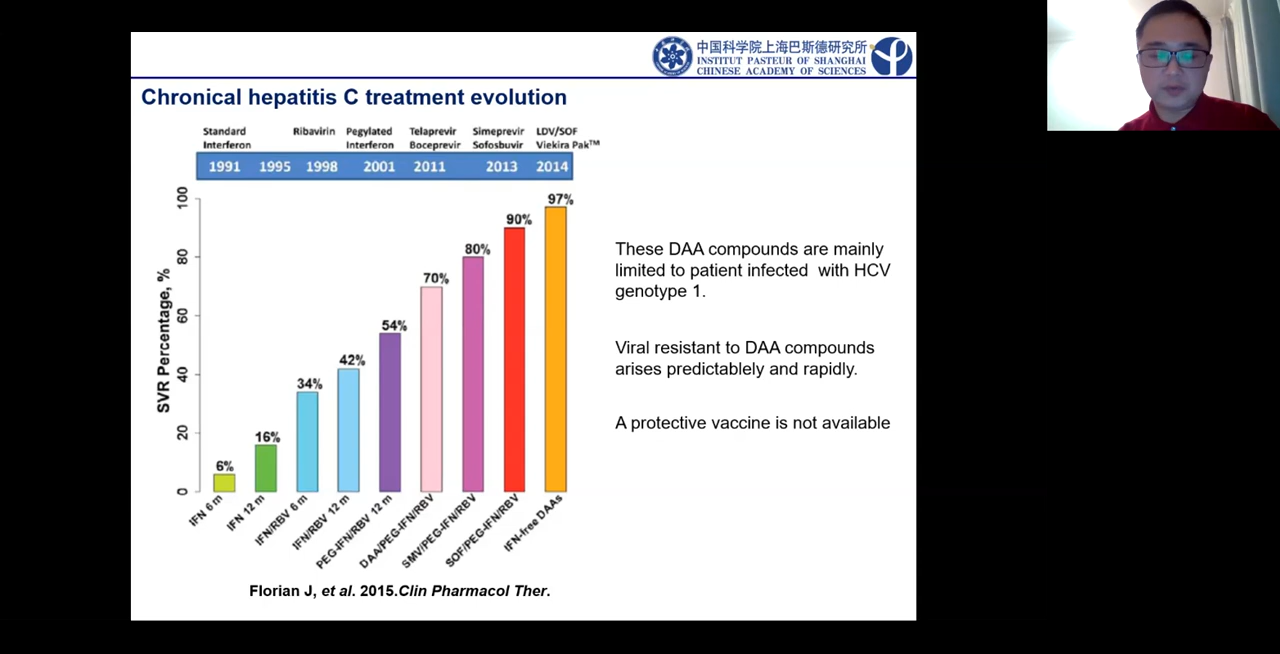 中国科学院上海巴斯德研究所
INSTITUT PASTEUR OF SHANGHAI
CHINESE ACADEMY OF SCIENCES
Chronical hepatitis C treatment evolution
Standard Interferon
Ribavirin
Pegylated Interferon
Telaprevir Boceprevir
Simeprevir Sofosbuvir
LDV/SOF Viekira Pak™
1991 1995 1998 2001 2011 2013 2014
SVR Percentage, %
100
80
60
40
20
0
6%
16%
34%
42%
54%
70%
80%
90%
97%
IFN 6 m
IFN 12 m
IFN/RBV 6 m
IFN/RBV 12 m
PEG-IFN/RBV 12 m
DAA/PEG-IFN/RBV
SMV/PEG-IFN/RBV
SOF/PEG-IFN/RBV
IFN-free DAAs
These DAA compounds are mainly
limited to patient infected with HCV
genotype 1.
Viral resistant to DAA compounds
arises predictablely and rapidly.
A protective vaccine is not available
Florian J, et al. 2015.Clin Pharmacol Ther.